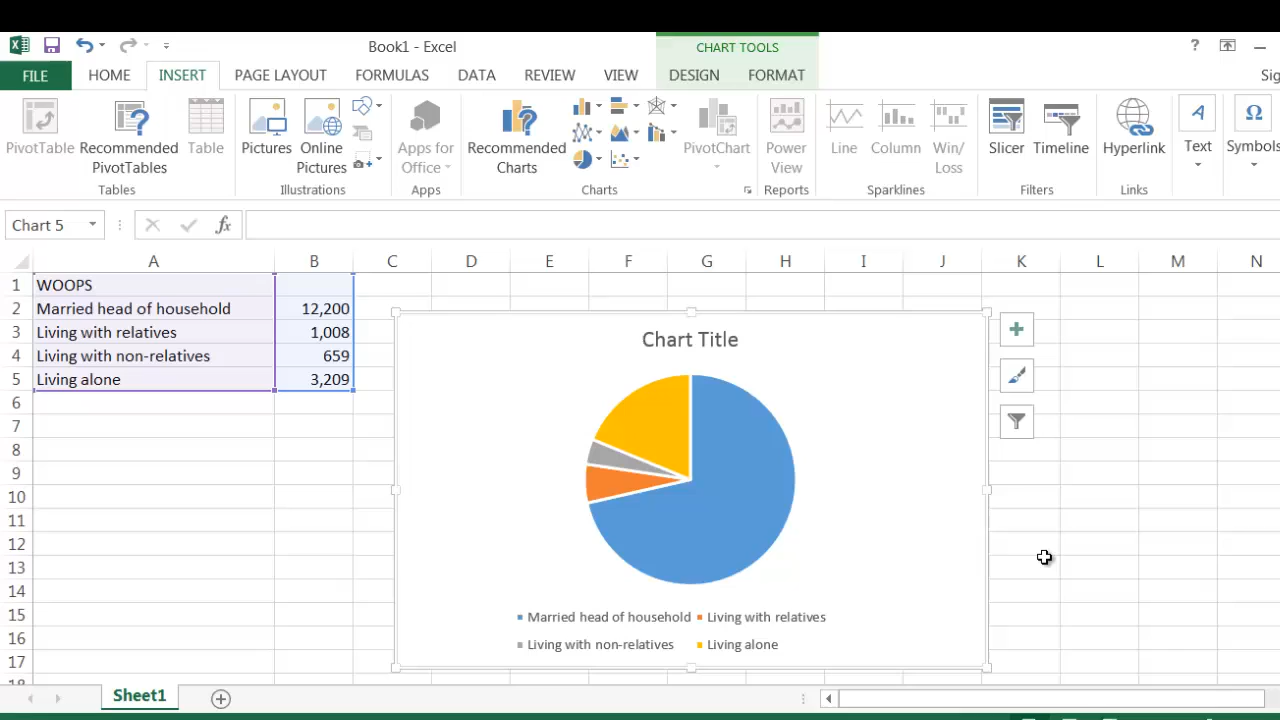 Book1 - Excel
CHART TOOLS
?
FILE HOME INSERT PAGE LAYOUT FORMULAS DATA REVIEW VIEW DESIGN FORMAT Sig
PivotTable Recommended PivotTables Table
Tables
Pictures Online Pictures
Illustrations
Apps for Office
Apps
Recommended Charts
Charts
PivotChart
Power View
Reports
Line Column Win/Loss
Sparklines
Slicer Timeline
Filters
Hyperlink
Links
Text
Symbols
Chart 5 fx
A B C D E F G H I J K L M N
1 WOOPS
2 Married head of household 12,200
3 Living with relatives 1,008
4 Living with non-relatives 659
5 Living alone 3,209
6
7
8
9
10
11
12
13
14
15
16
17
18
Chart Title
Married head of household Living with relatives
Living with non-relatives Living alone
Sheet1